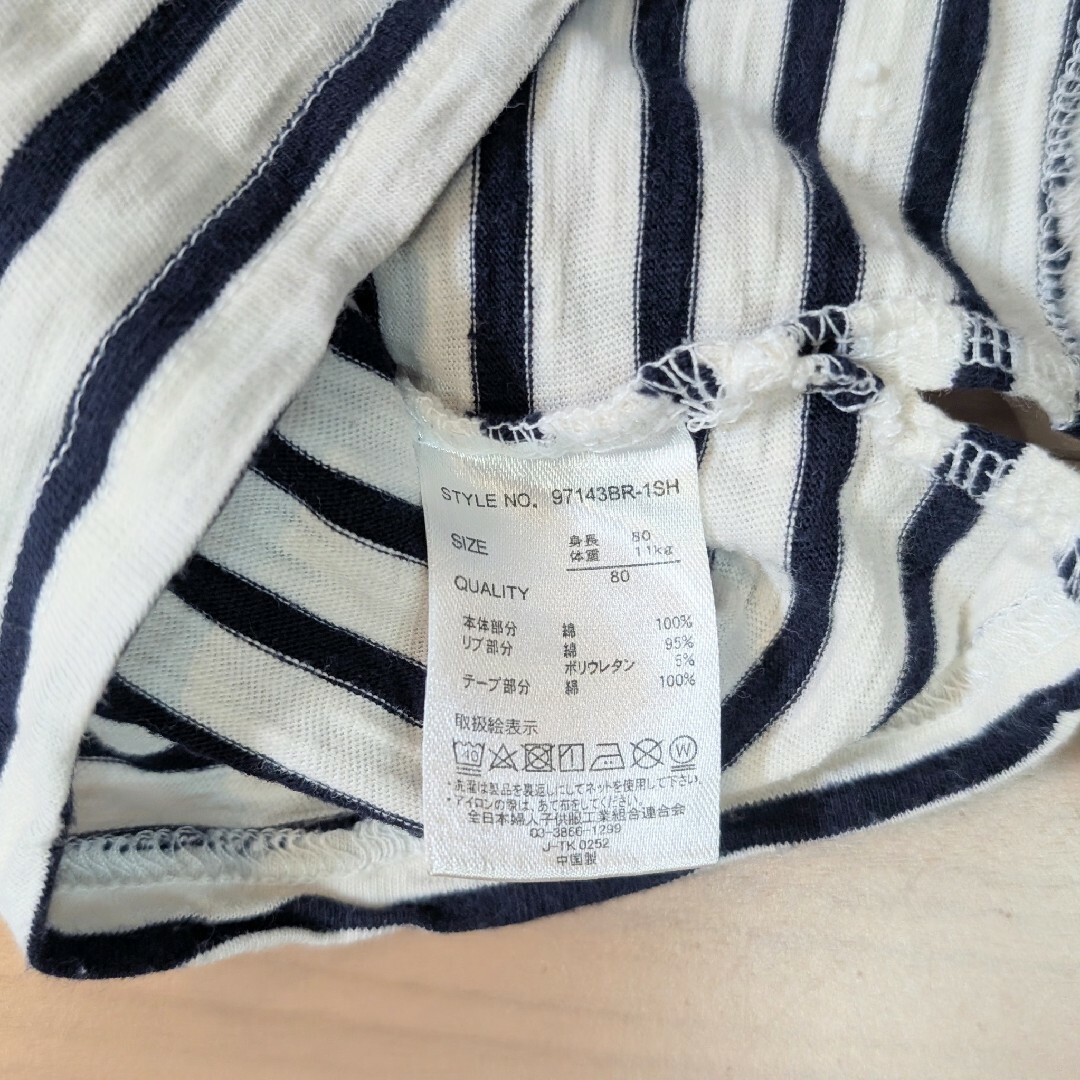 STYLE NO. 97143BR-1SH
SIZE 身長 80
体重 11kg
80
QUALITY
本体部分 綿 100%
リブ部分 綿 95%
ポリウレタン 5%
テープ部分 綿 100%
取扱絵表示
40 W
*洗濯は製品を裏返しにしてネットを使用して下さい。
*アイロンの際は、あて布をしてください。
全日本婦人子供服工業組合連合会
03-3866-1299
J-TK 0252
中国製